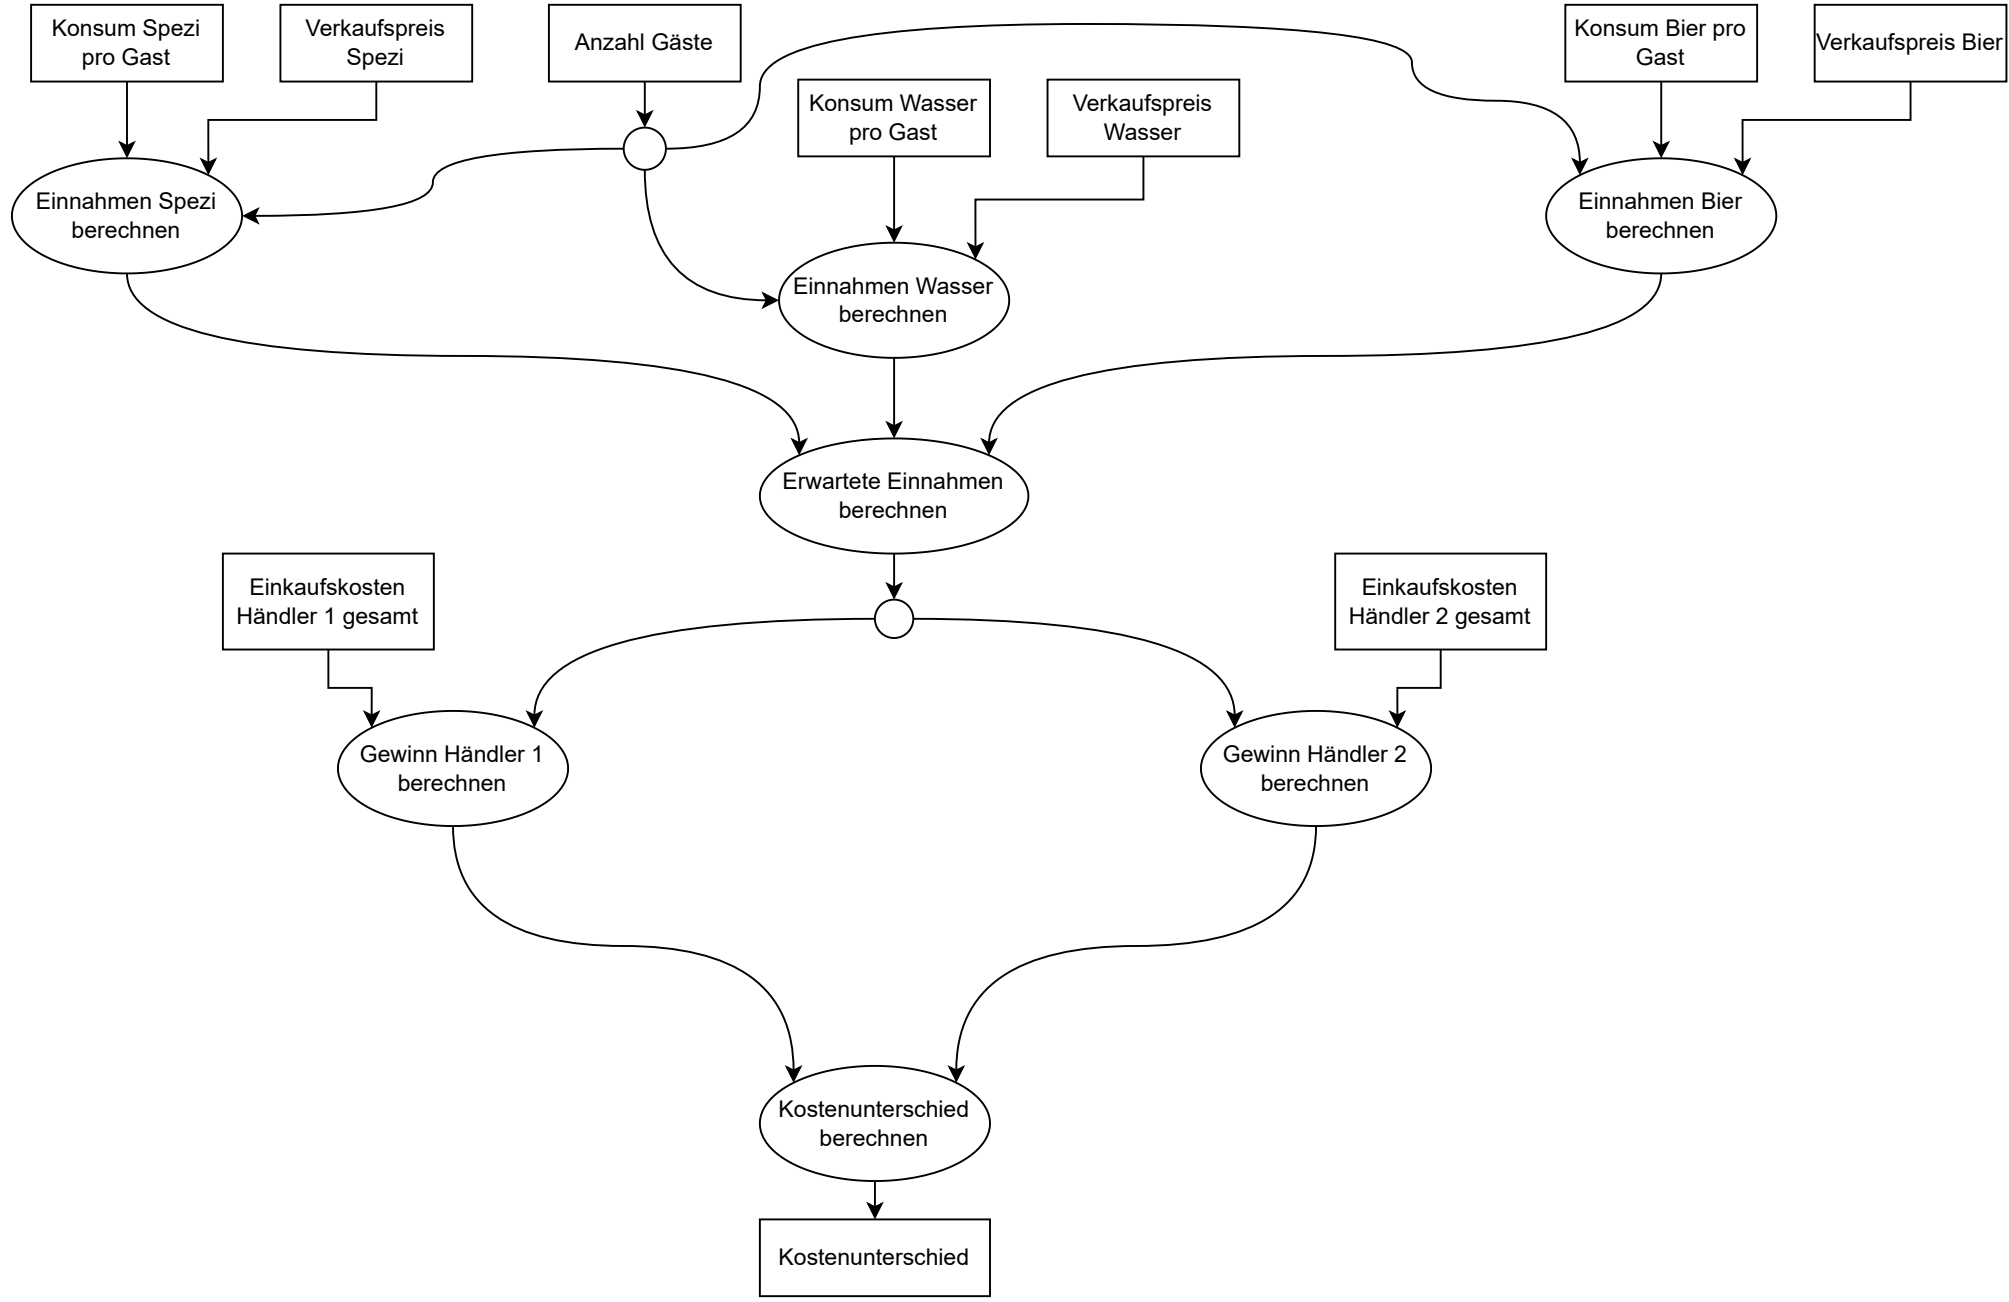 Konsum Spezi
pro Gast
Verkaufspreis
Spezi
Anzahl Gäste
Konsum Wasser
pro Gast
Verkaufspreis
Wasser
Konsum Bier pro
Gast
Verkaufspreis Bier
Einnahmen Spezi
berechnen
Einnahmen Wasser
berechnen
Einnahmen Bier
berechnen
Erwartete Einnahmen
berechnen
Einkaufskosten
Händler 1 gesamt
Einkaufskosten
Händler 2 gesamt
Gewinn Händler 1
berechnen
Gewinn Händler 2
berechnen
Kostenunterschied
berechnen
Kostenunterschied